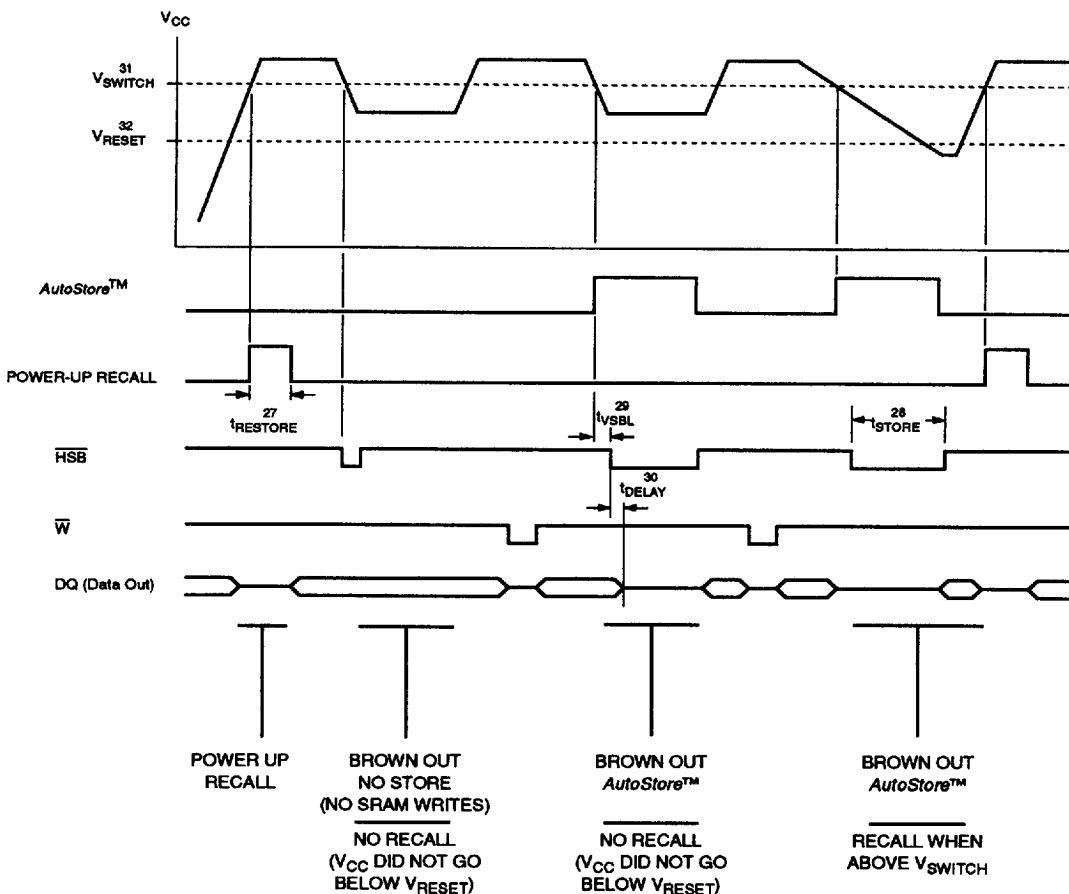 VCC
VSWITCH 31
VRESET 32
AutoStore™
POWER-UP RECALL
tRESTORE 27
tVSBL 29
tSTORE 28
HSB
tDELAY 30
W
DQ (Data Out)
POWER UP
RECALL
BROWN OUT
NO STORE
(NO SRAM WRITES)
NO RECALL
(VCC DID NOT GO
BELOW VRESET)
BROWN OUT
AutoStore™
NO RECALL
(VCC DID NOT GO
BELOW VRESET)
BROWN OUT
AutoStore™
RECALL WHEN
ABOVE VSWITCH